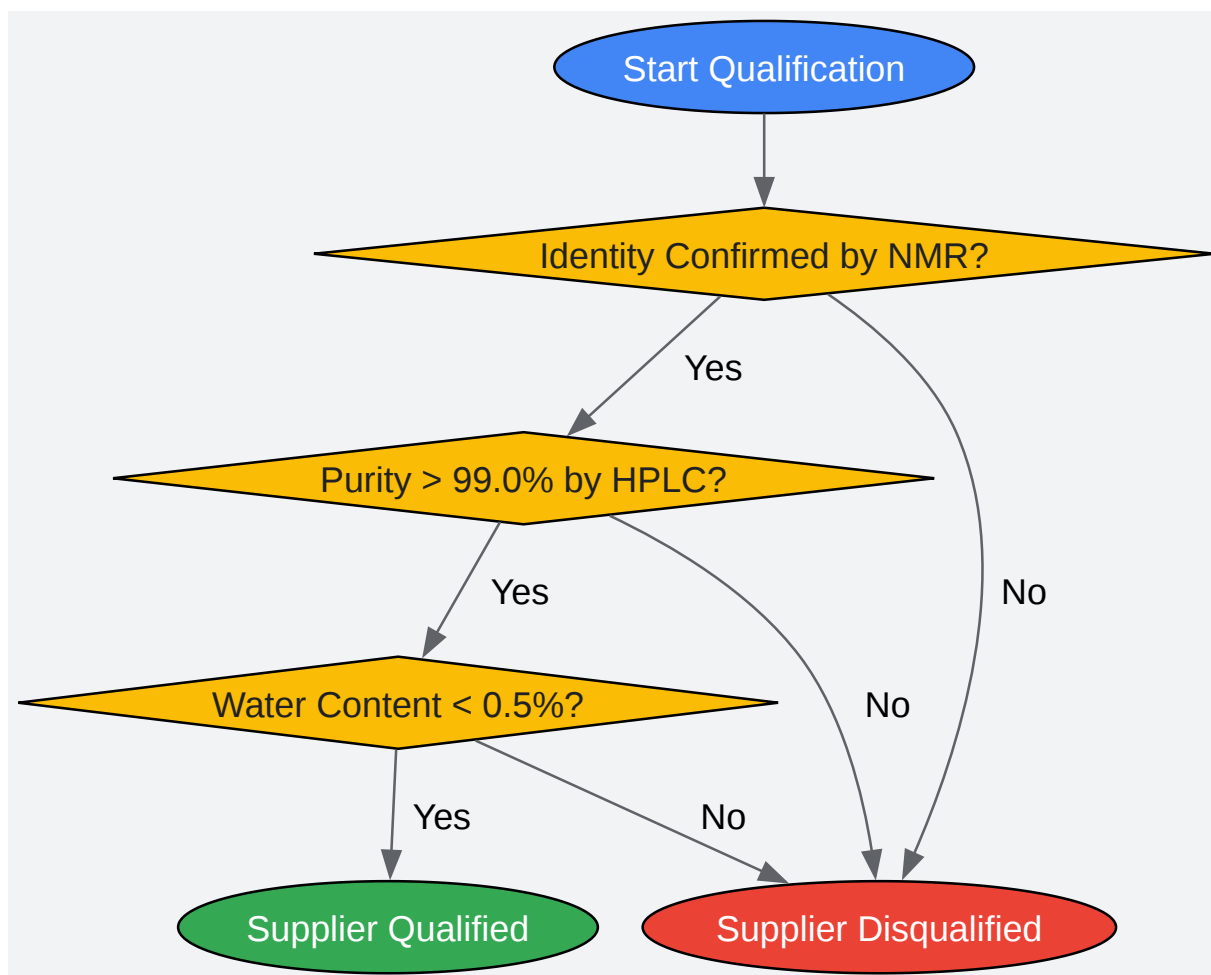 Start Qualification
Identity Confirmed by NMR?
Yes
Purity > 99.0% by HPLC?
Yes
No
Water Content < 0.5%?
No
Yes
No
Supplier Qualified
Supplier Disqualified